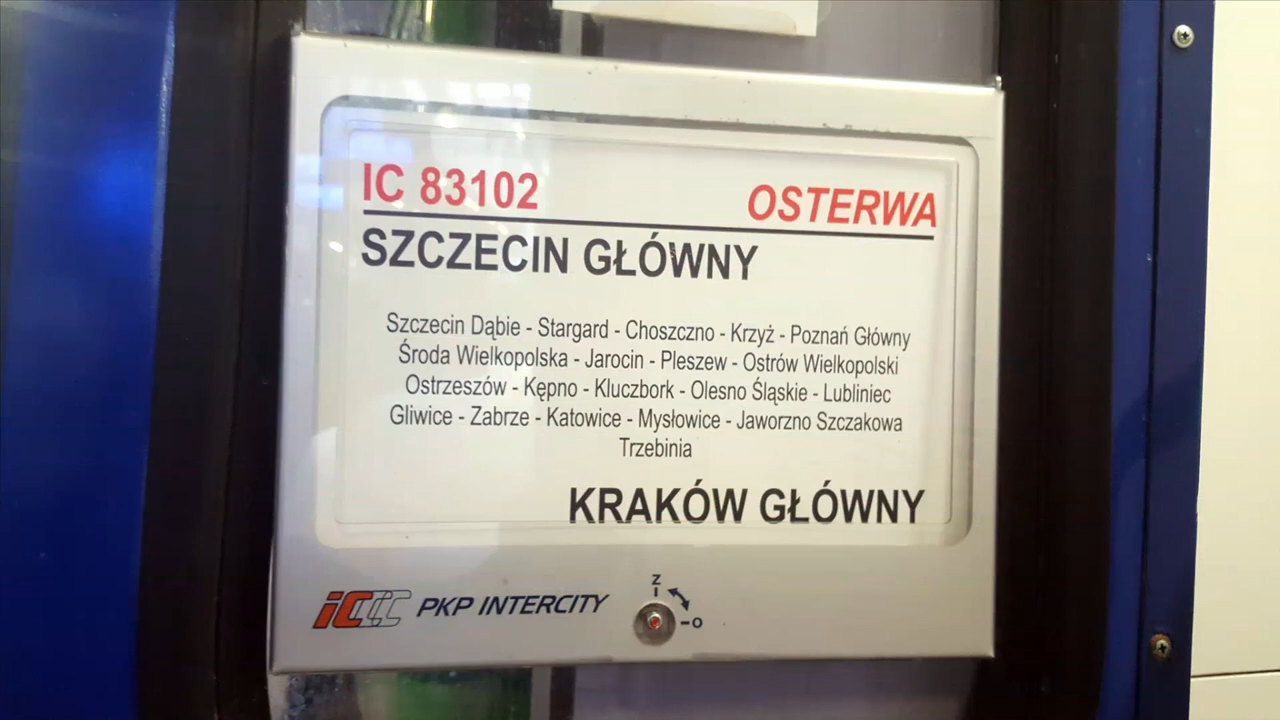 IC 83102 OSTERWA
SZCZECIN GŁÓWNY
Szczecin Dąbie - Stargard - Choszczno - Krzyż - Poznań Główny
Środa Wielkopolska - Jarocin - Pleszew - Ostrów Wielkopolski
Ostrzeszów - Kępno - Kluczbork - Olesno Śląskie - Lubliniec
Gliwice - Zabrze - Katowice - Mysłowice - Jaworzno Szczakowa
Trzebinia
KRAKÓW GŁÓWNY
Z
IC PKP INTERCITY
O